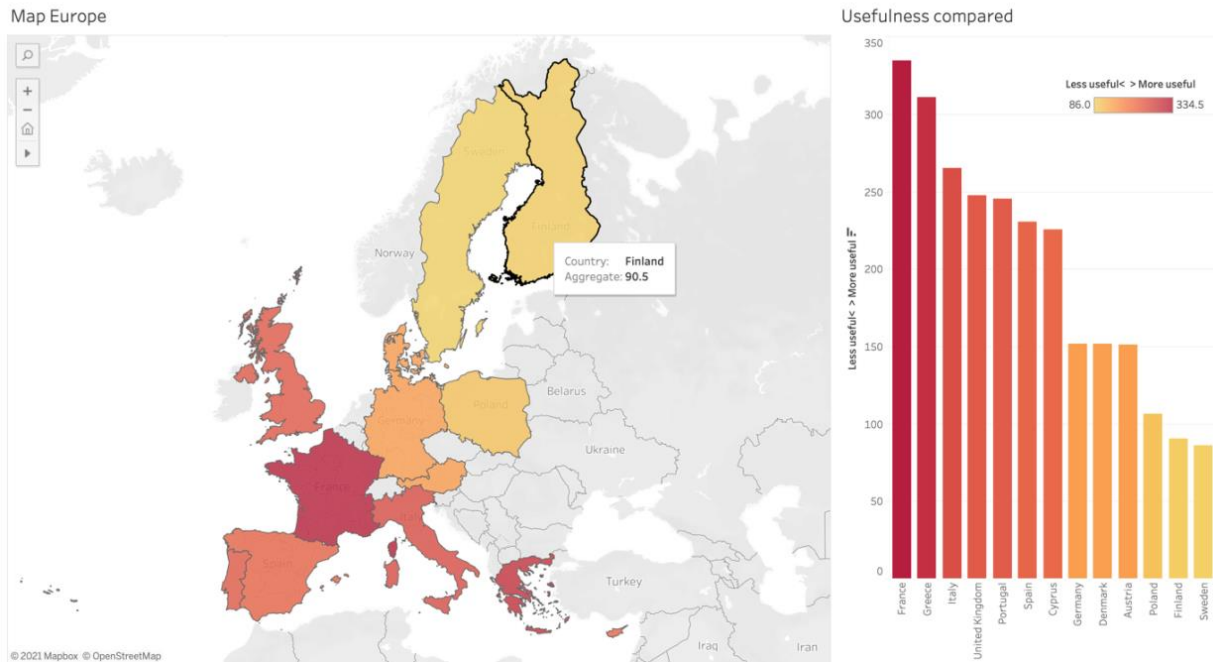 Map Europe
Sweden
Finland
Norway
Country: Finland
Aggregate: 90.5
Belarus
Germany
Poland
Ukraine
France
Italy
Spain
Turkey
Iraq
Iran
© 2021 Mapbox © OpenStreetMap
Usefulness compared
Less useful< > More useful
86.0 334.5
350
300
250
200
150
100
50
0
Less useful< > More useful
France
Greece
Italy
United Kingdom
Portugal
Spain
Cyprus
Germany
Denmark
Austria
Poland
Finland
Sweden